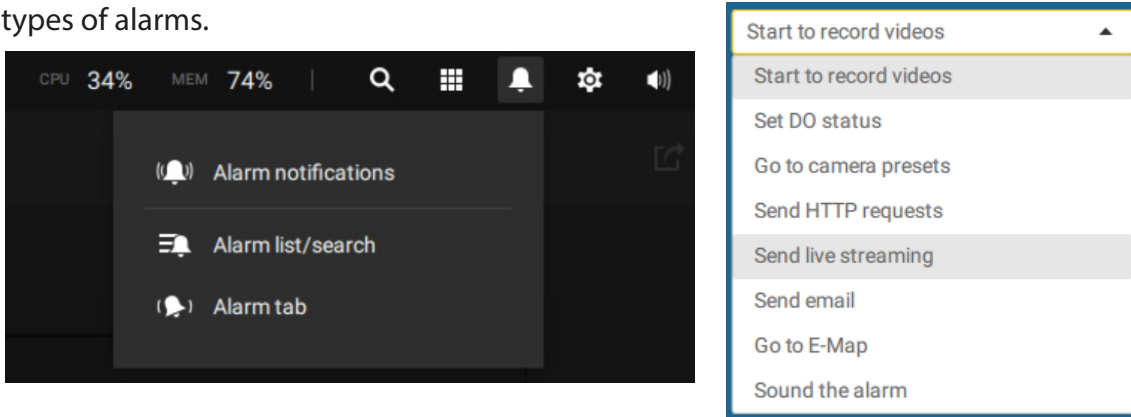 types of alarms.
CPU 34% MEM 74%
Alarm notifications
Alarm list/search
Alarm tab
Start to record videos
Start to record videos
Set DO status
Go to camera presets
Send HTTP requests
Send live streaming
Send email
Go to E-Map
Sound the alarm